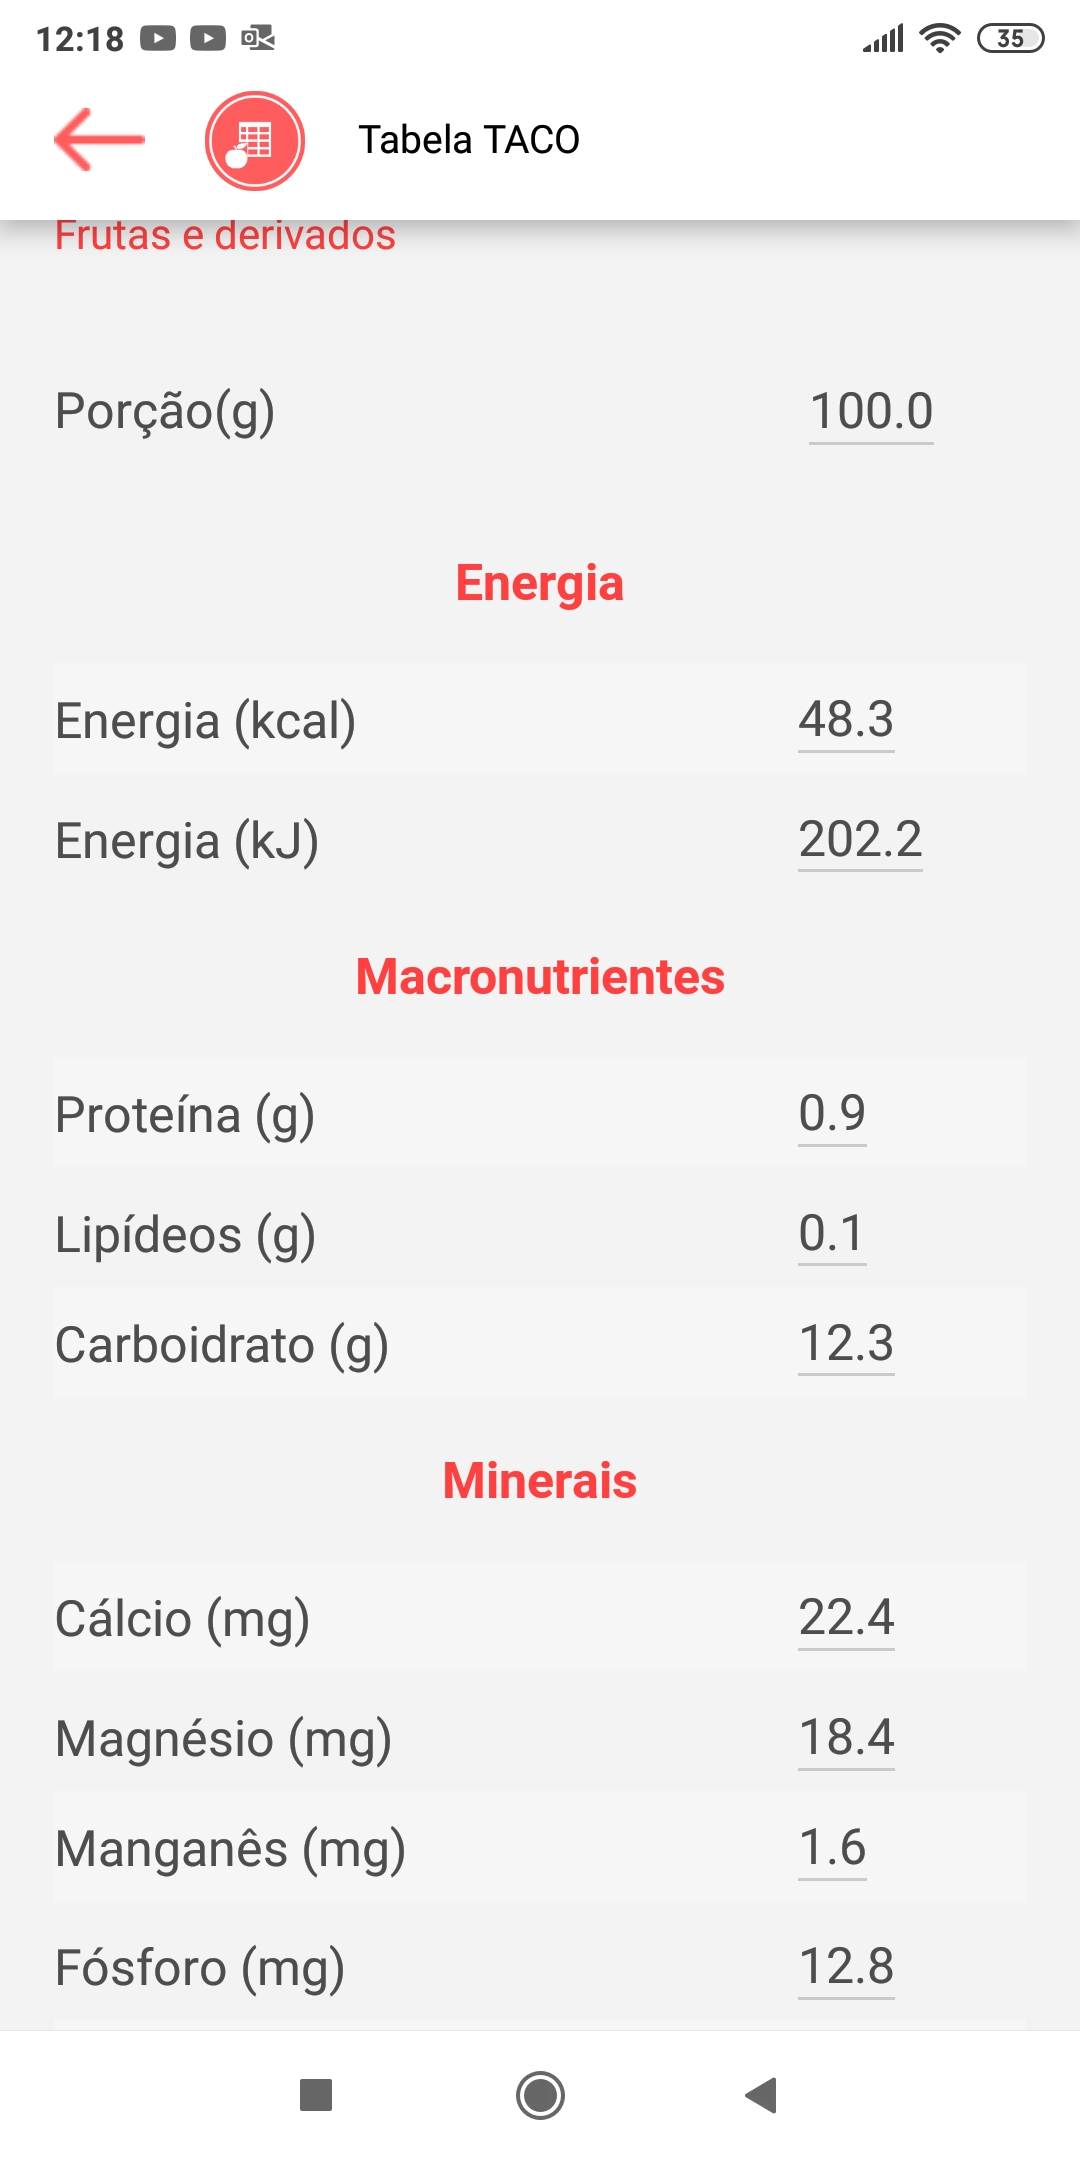 12:18
35
Tabela TACO
Frutas e derivados
Porção(g) 100.0
Energia
Energia (kcal) 48.3
Energia (kJ) 202.2
Macronutrientes
Proteína (g) 0.9
Lipídeos (g) 0.1
Carboidrato (g) 12.3
Minerais
Cálcio (mg) 22.4
Magnésio (mg) 18.4
Manganês (mg) 1.6
Fósforo (mg) 12.8